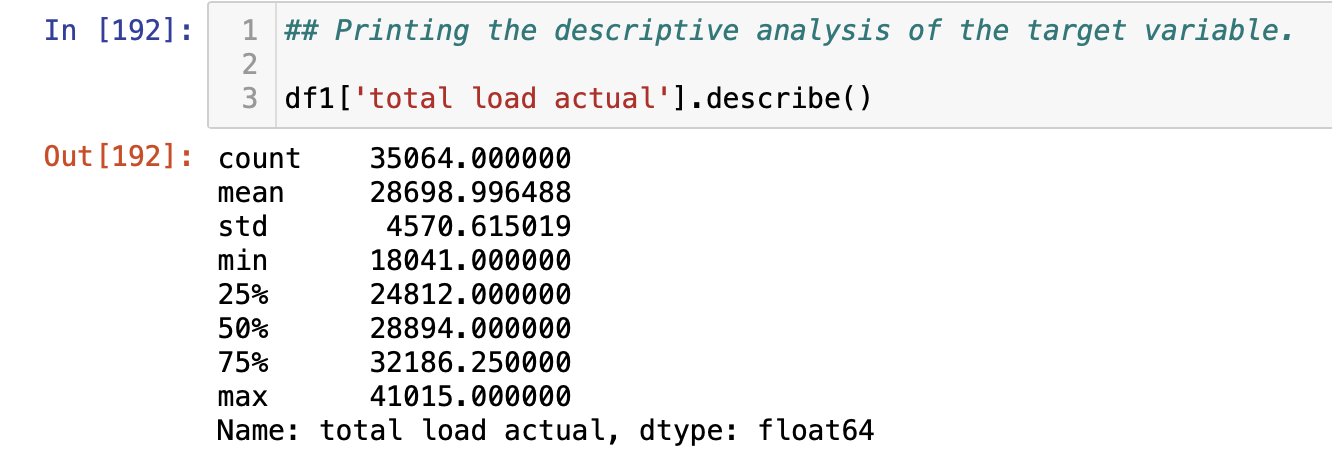 In [192]:
1 ## Printing the descriptive analysis of the target variable.
2
3 df1['total load actual'].describe()
Out[192]:
count 35064.000000
mean 28698.996488
std 4570.615019
min 18041.000000
25% 24812.000000
50% 28894.000000
75% 32186.250000
max 41015.000000
Name: total load actual, dtype: float64